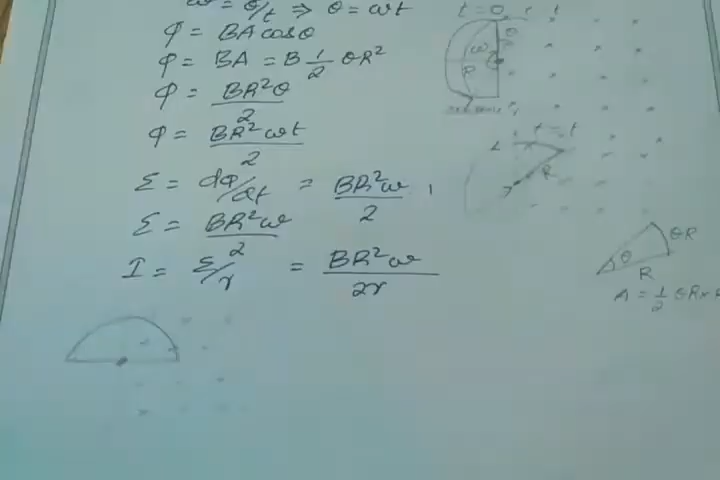 ω = θ/t ⇒ θ = ωt
φ = BA cosθ
φ = BA = B 1/2 θR²
φ = BR²θ/2
φ = BR²ωt/2
Σ = dφ/dt = BR²ω/2
Σ = BR²ω/2
I = Σ/r = BR²ω/2r
t = 0
θ
ω
R
t = t
R
θR
θ
R
A = 1/2 θR×R